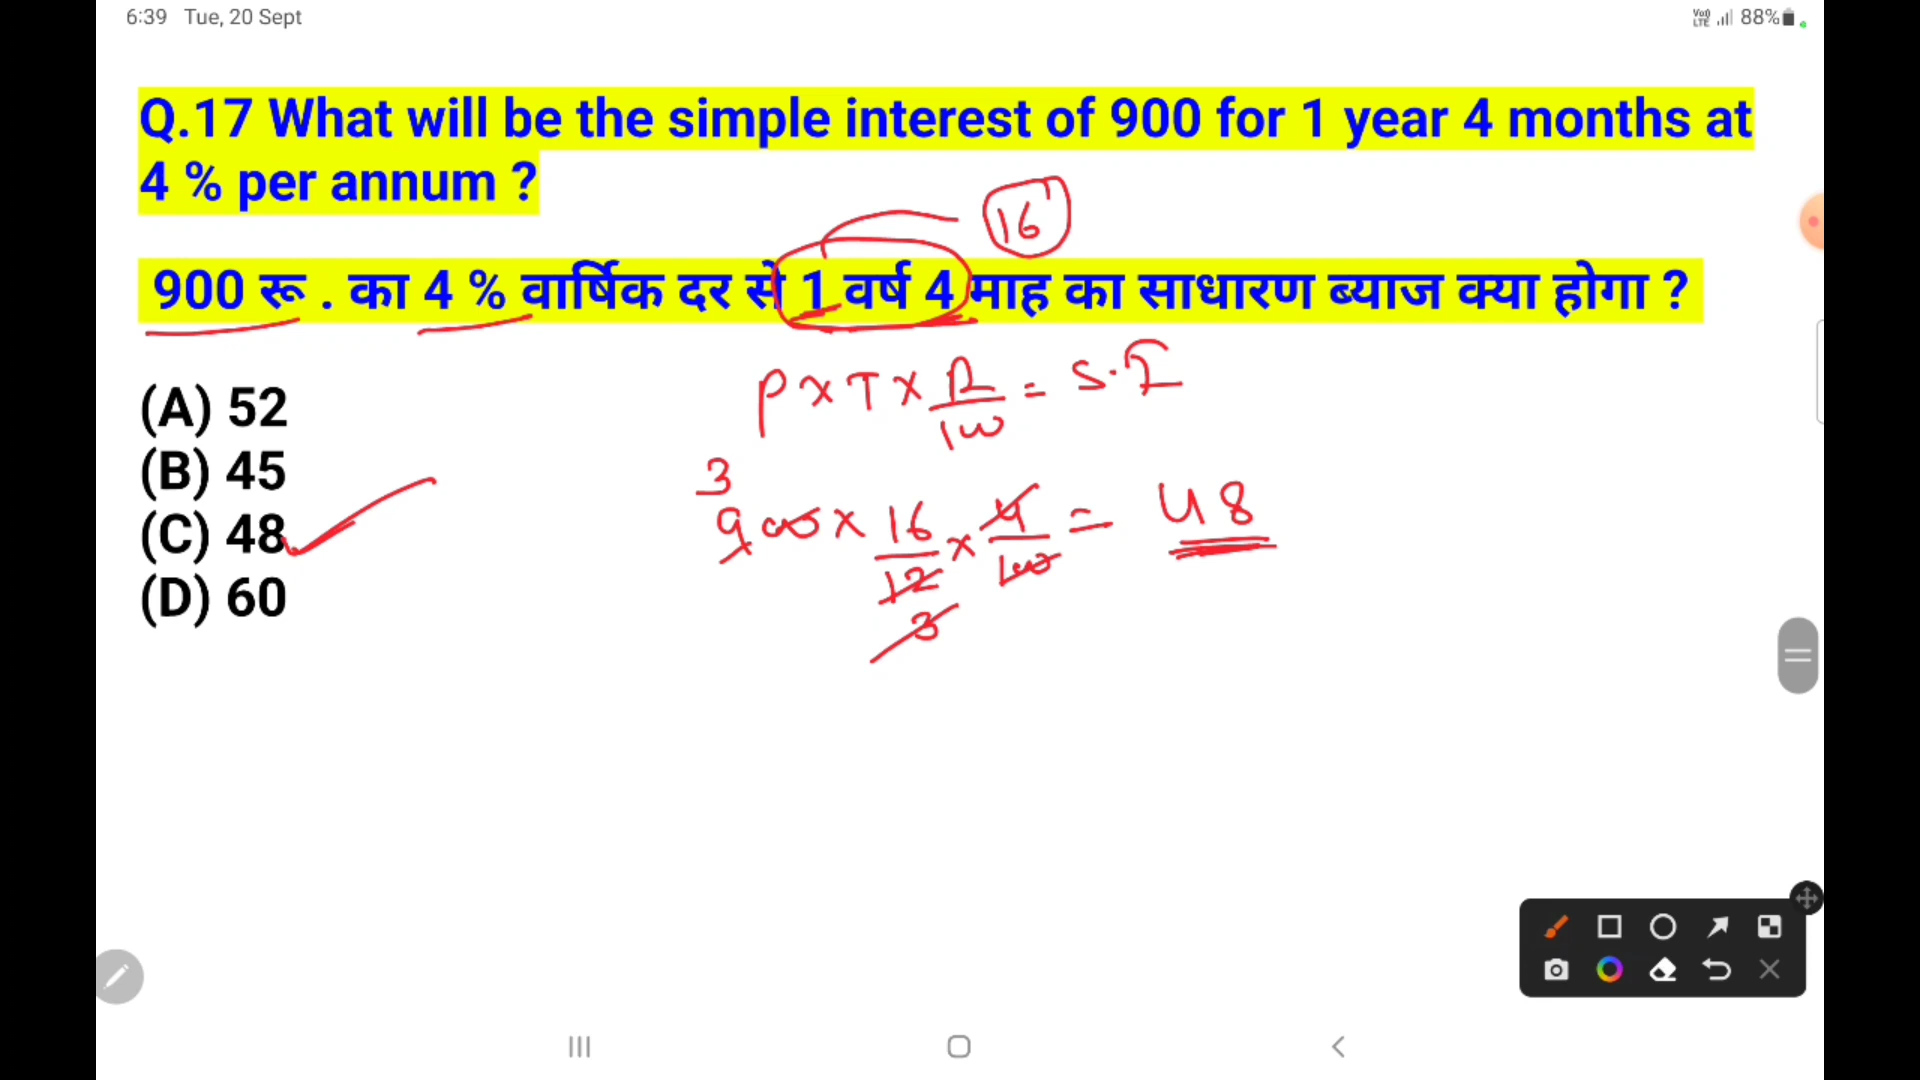 6:39 Tue, 20 Sept
Vo) LTE 88%
Q.17 What will be the simple interest of 900 for 1 year 4 months at
4 % per annum ?
16
900 रू . का 4 % वार्षिक दर से 1 वर्ष 4 माह का साधारण ब्याज क्या होगा ?
P × T × R/100 = S.I
(A) 52
(B) 45
(C) 48
(D) 60
3
900 × 16/12 × 4/100 = 48
3